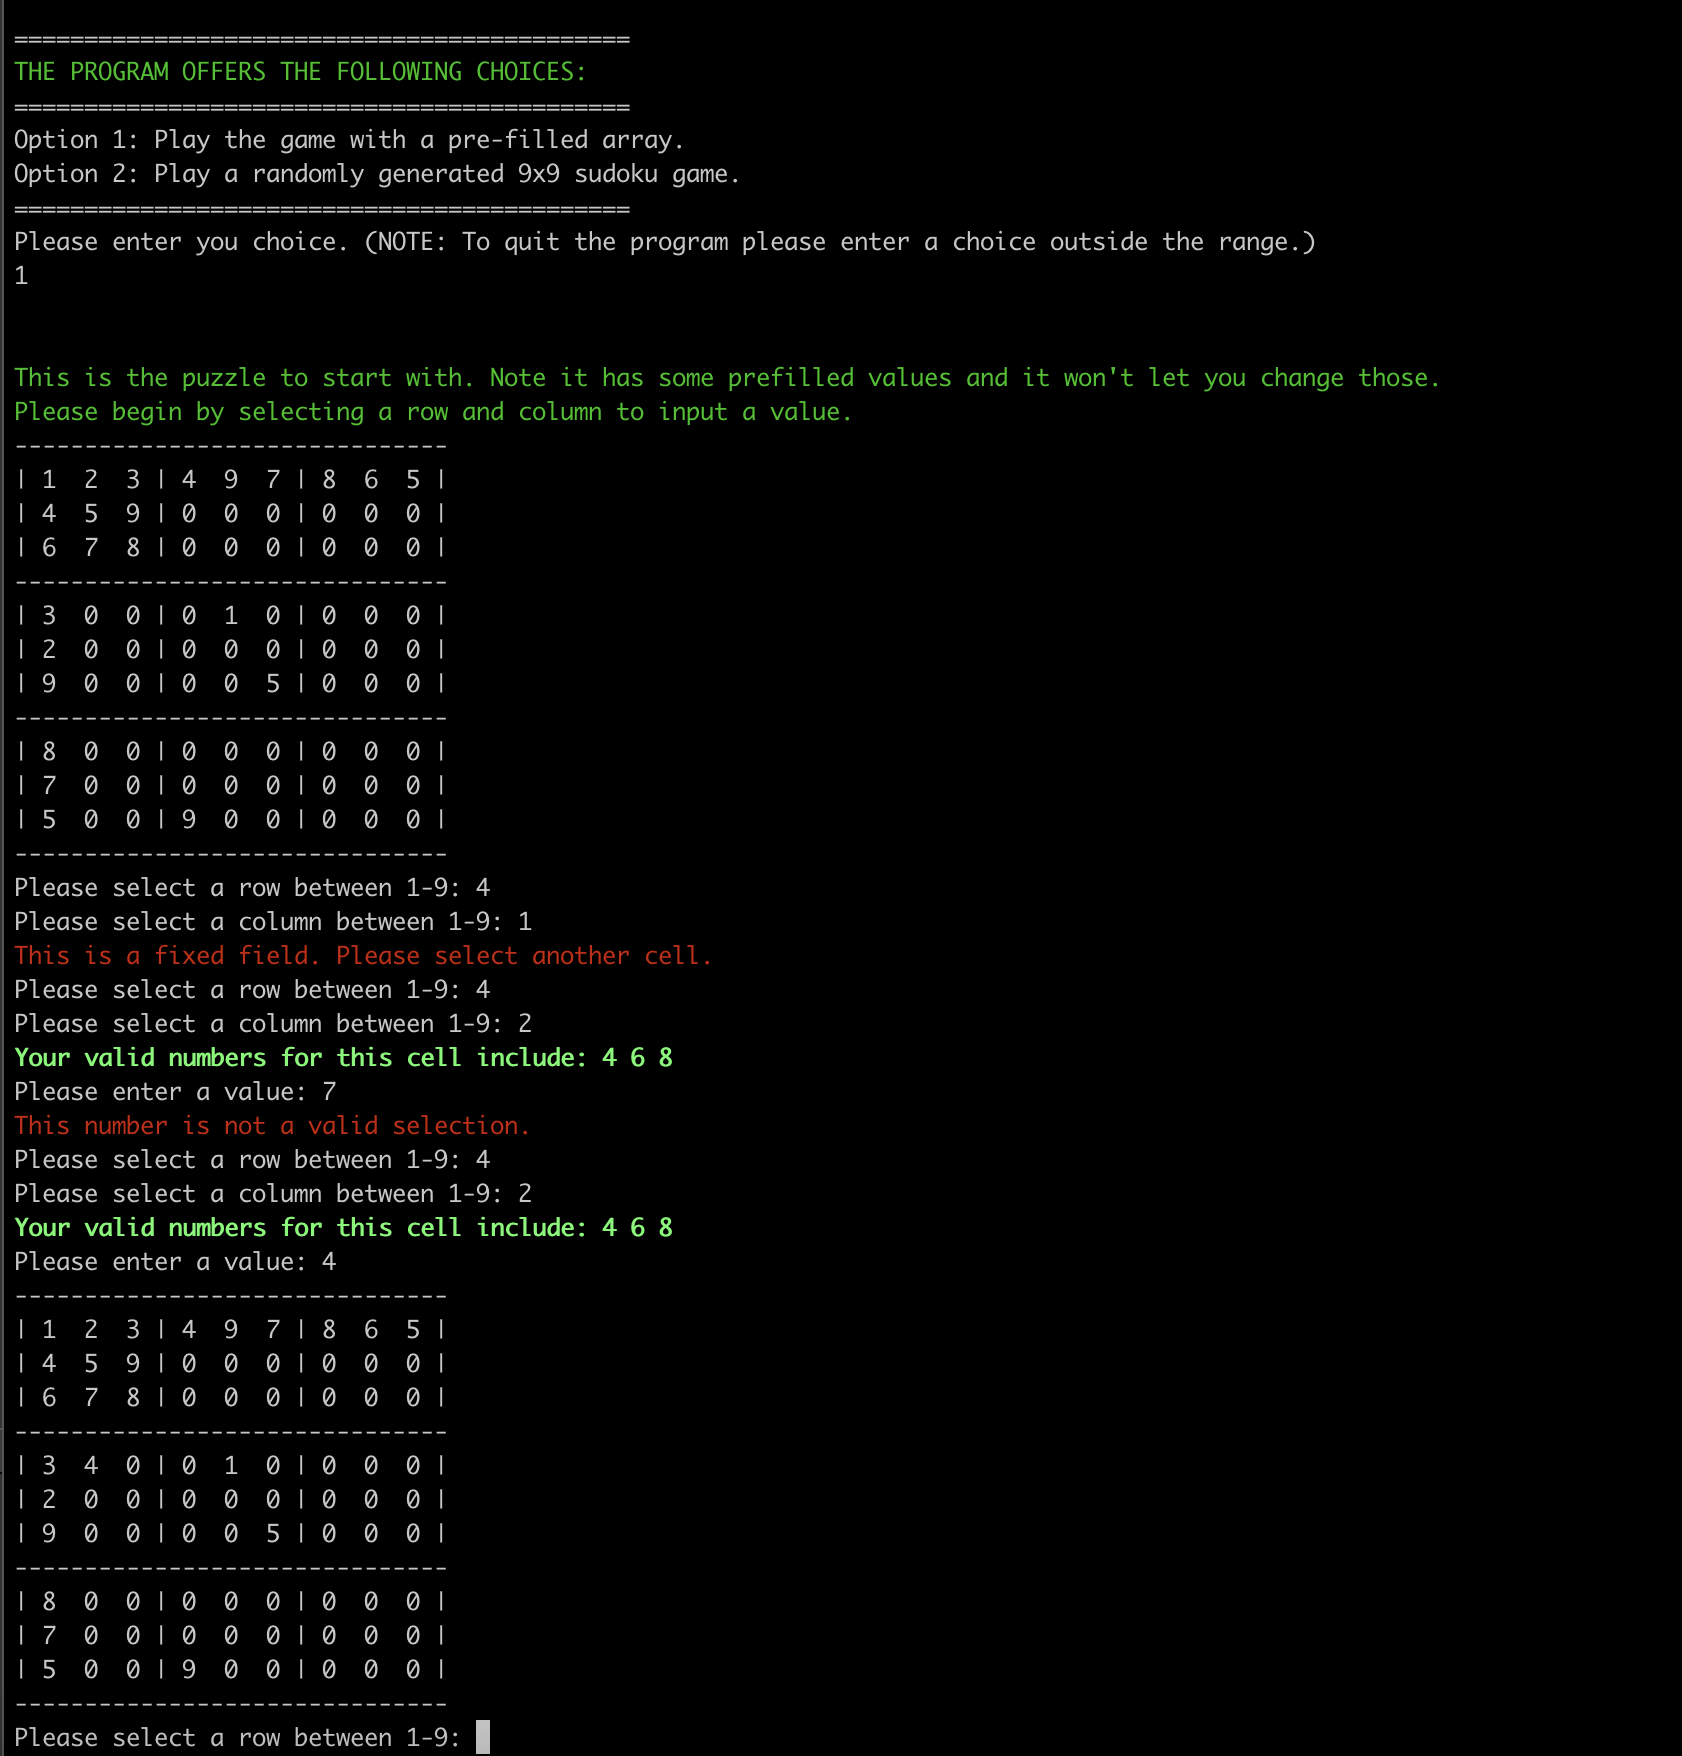 ============================================
THE PROGRAM OFFERS THE FOLLOWING CHOICES:
============================================
Option 1: Play the game with a pre-filled array.
Option 2: Play a randomly generated 9x9 sudoku game.
============================================
Please enter you choice. (NOTE: To quit the program please enter a choice outside the range.)
1
This is the puzzle to start with. Note it has some prefilled values and it won't let you change those.
Please begin by selecting a row and column to input a value.
-------------------------------
| 1  2  3 | 4  9  7 | 8  6  5 |
| 4  5  9 | 0  0  0 | 0  0  0 |
| 6  7  8 | 0  0  0 | 0  0  0 |
-------------------------------
| 3  0  0 | 0  1  0 | 0  0  0 |
| 2  0  0 | 0  0  0 | 0  0  0 |
| 9  0  0 | 0  0  5 | 0  0  0 |
-------------------------------
| 8  0  0 | 0  0  0 | 0  0  0 |
| 7  0  0 | 0  0  0 | 0  0  0 |
| 5  0  0 | 9  0  0 | 0  0  0 |
-------------------------------
Please select a row between 1-9: 4
Please select a column between 1-9: 1
This is a fixed field. Please select another cell.
Please select a row between 1-9: 4
Please select a column between 1-9: 2
Your valid numbers for this cell include: 4 6 8
Please enter a value: 7
This number is not a valid selection.
Please select a row between 1-9: 4
Please select a column between 1-9: 2
Your valid numbers for this cell include: 4 6 8
Please enter a value: 4
-------------------------------
| 1  2  3 | 4  9  7 | 8  6  5 |
| 4  5  9 | 0  0  0 | 0  0  0 |
| 6  7  8 | 0  0  0 | 0  0  0 |
-------------------------------
| 3  4  0 | 0  1  0 | 0  0  0 |
| 2  0  0 | 0  0  0 | 0  0  0 |
| 9  0  0 | 0  0  5 | 0  0  0 |
-------------------------------
| 8  0  0 | 0  0  0 | 0  0  0 |
| 7  0  0 | 0  0  0 | 0  0  0 |
| 5  0  0 | 9  0  0 | 0  0  0 |
-------------------------------
Please select a row between 1-9: